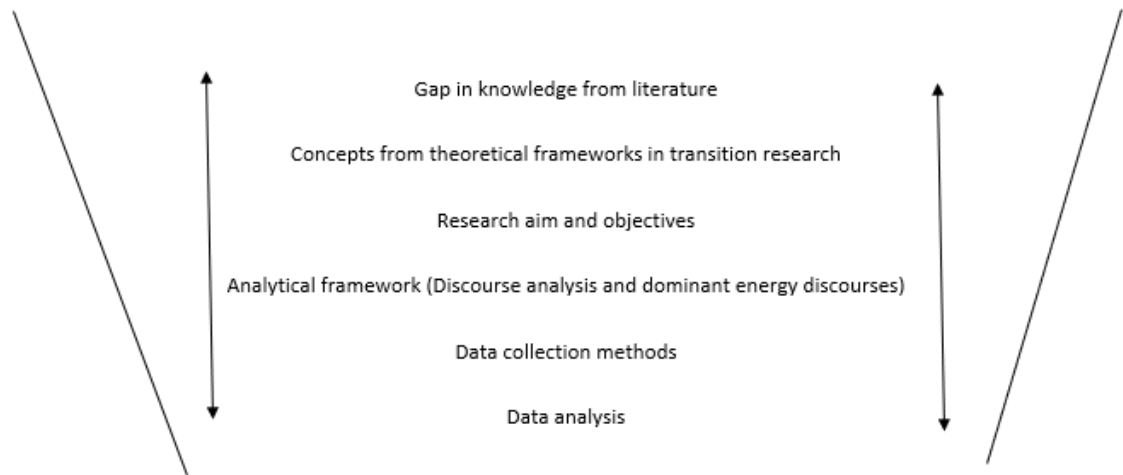 Gap in knowledge from literature
Concepts from theoretical frameworks in transition research
Research aim and objectives
Analytical framework (Discourse analysis and dominant energy discourses)
Data collection methods
Data analysis